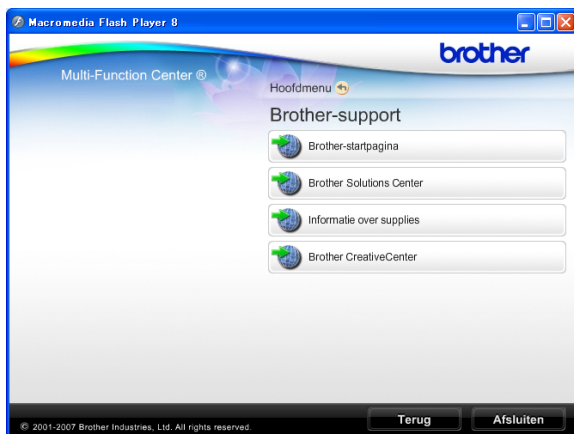 Macromedia Flash Player 8
brother
Multi-Function Center ®
Hoofdmenu
Brother-support
Brother-startpagina
Brother Solutions Center
Informatie over supplies
Brother CreativeCenter
© 2001-2007 Brother Industries, Ltd. All rights reserved.
Terug
Afsluiten